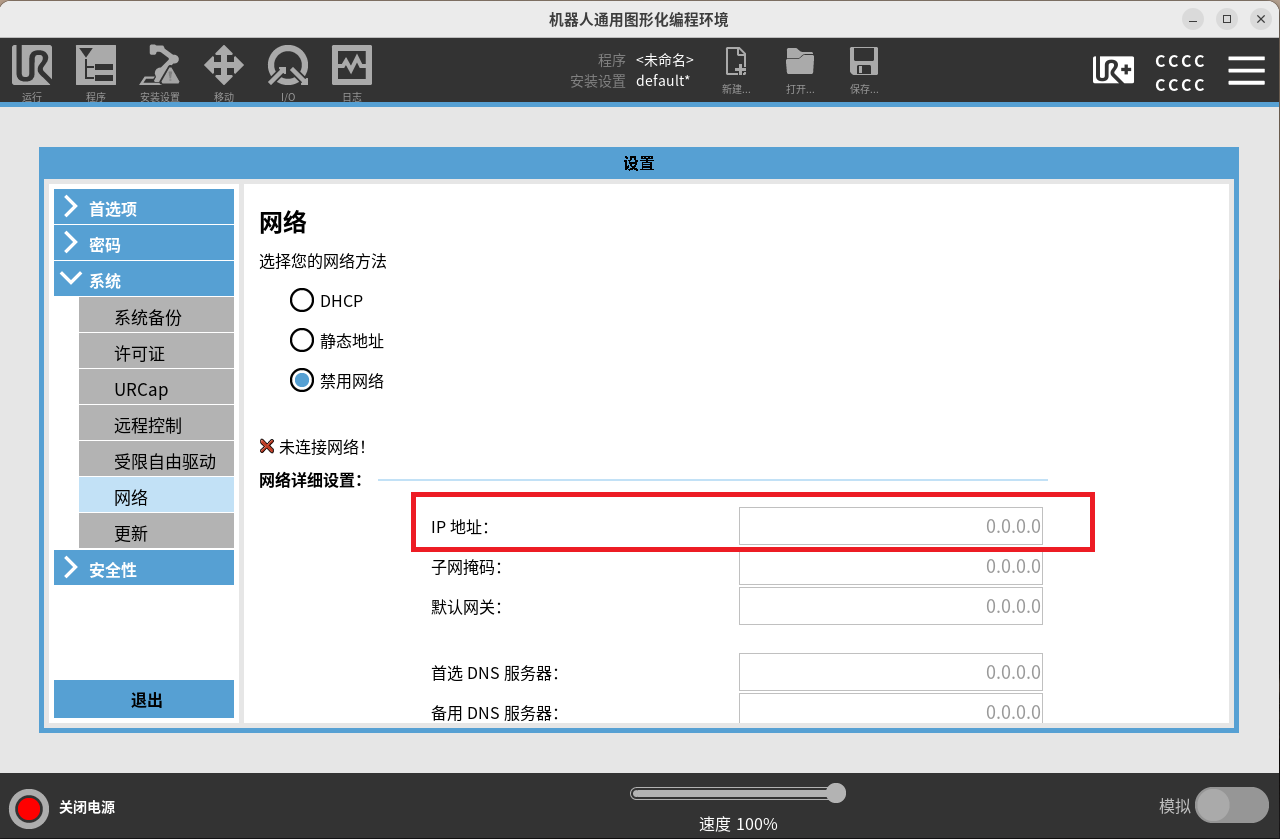 机器人通用图形化编程环境
UR
运行
程序
安装设置
移动
I/O
日志
程序 <未命名>
安装设置 default*
新建...
打开...
保存...
UR+
CCCC
CCCC
设置
首选项
密码
系统
系统备份
许可证
URCap
远程控制
受限自由驱动
网络
更新
安全性
退出
网络
选择您的网络方法
DHCP
静态地址
禁用网络
未连接网络!
网络详细设置:
IP 地址: 0.0.0.0
子网掩码: 0.0.0.0
默认网关: 0.0.0.0
首选 DNS 服务器: 0.0.0.0
备用 DNS 服务器: 0.0.0.0
关闭电源
速度 100%
模拟